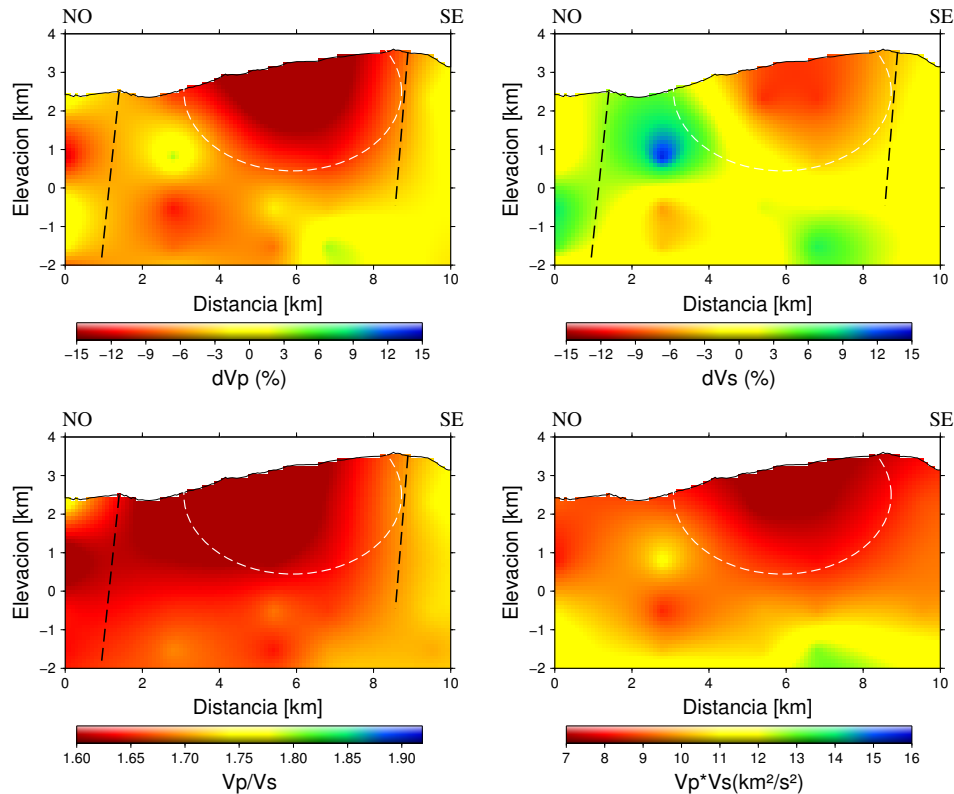 NO SE
4
3
2
1
0
−1
−2
Elevacion [km]
0 2 4 6 8 10
Distancia [km]
−15 −12 −9 −6 −3 0 3 6 9 12 15
dVp (%)
NO SE
4
3
2
1
0
−1
−2
Elevacion [km]
0 2 4 6 8 10
Distancia [km]
−15 −12 −9 −6 −3 0 3 6 9 12 15
dVs (%)
NO SE
4
3
2
1
0
−1
−2
Elevacion [km]
0 2 4 6 8 10
Distancia [km]
1.60 1.65 1.70 1.75 1.80 1.85 1.90
Vp/Vs
NO SE
4
3
2
1
0
−1
−2
Elevacion [km]
0 2 4 6 8 10
Distancia [km]
7 8 9 10 11 12 13 14 15 16
Vp*Vs(km²/s²)